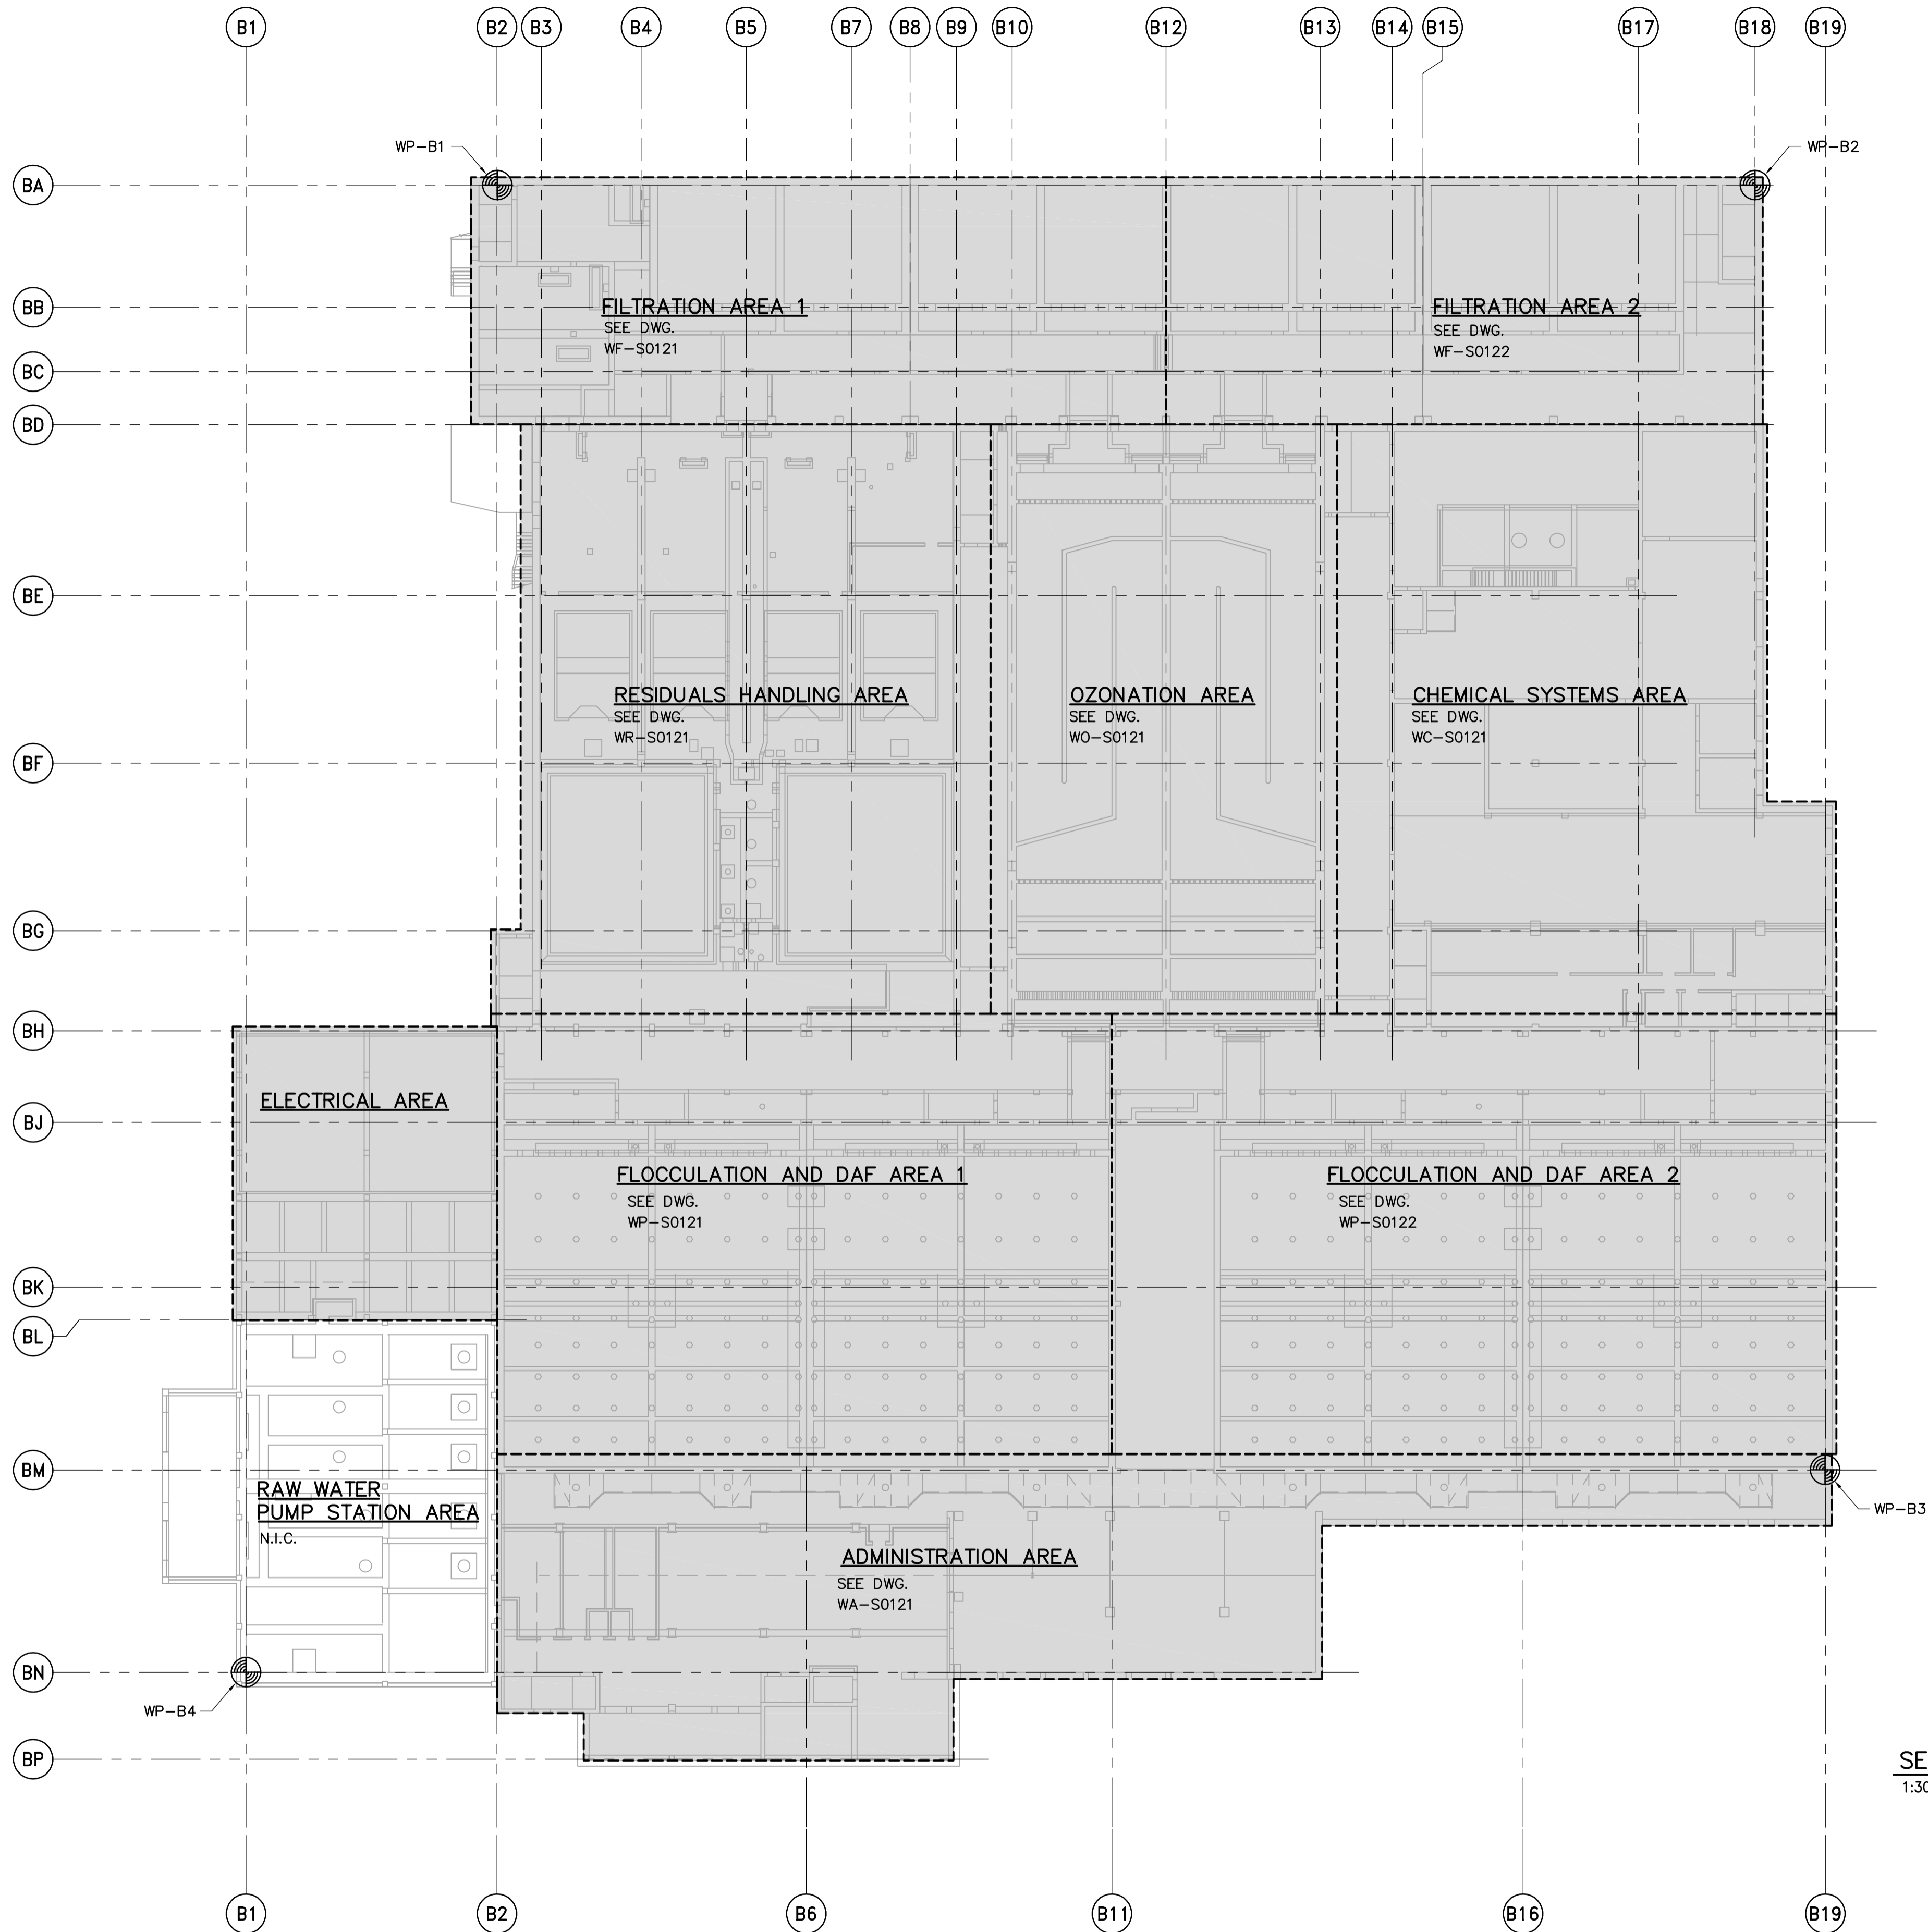 B1 B2 B3 B4 B5 B7 B8 B9 B10 B12 B13 B14 B15 B17 B18 B19
WP-B1
WP-B2
BA
BB
FILTRATION AREA 1
SEE DWG.
WF-S0121
FILTRATION AREA 2
SEE DWG.
WF-S0122
BC
BD
BE
RESIDUALS HANDLING AREA
SEE DWG.
WR-S0121
OZONATION AREA
SEE DWG.
WO-S0121
CHEMICAL SYSTEMS AREA
SEE DWG.
WC-S0121
BF
BG
BH
ELECTRICAL AREA
BJ
FLOCCULATION AND DAF AREA 1
SEE DWG.
WP-S0121
FLOCCULATION AND DAF AREA 2
SEE DWG.
WP-S0122
BK
BL
BM
RAW WATER
PUMP STATION AREA
N.I.C.
WP-B3
ADMINISTRATION AREA
SEE DWG.
WA-S0121
BN
WP-B4
BP
SE
1:30
B1 B2 B6 B11 B16 B19